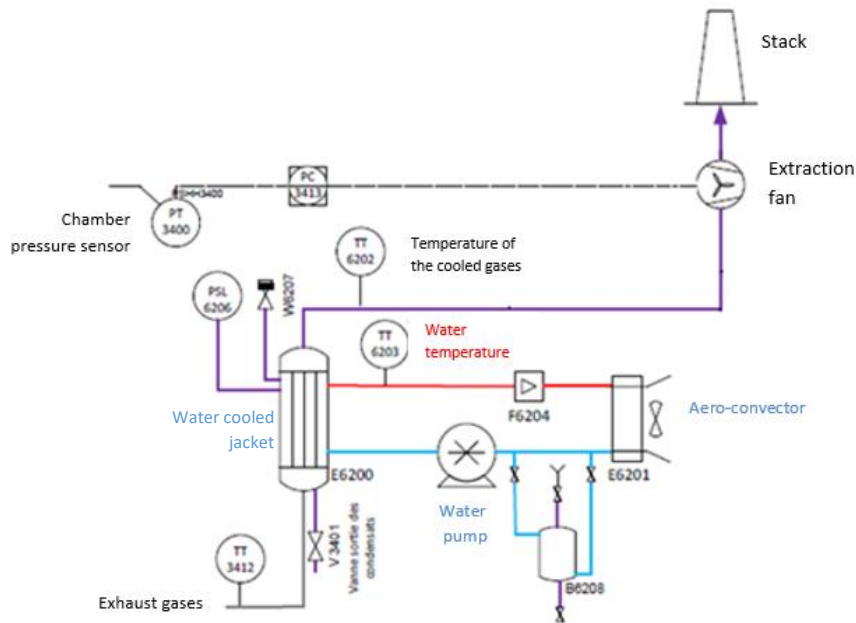 Stack
Extraction
fan
PC
3413
SHH3400
PT
3400
Chamber
pressure sensor
TT
6202
Temperature of
the cooled gases
PSL
6206
W6207
TT
6203
Water
temperature
F6204
Aero-convector
Water cooled
jacket
E6200
E6201
Water
pump
V 3401
Vanne sortie des
condensats
TT
3412
B6208
Exhaust gases